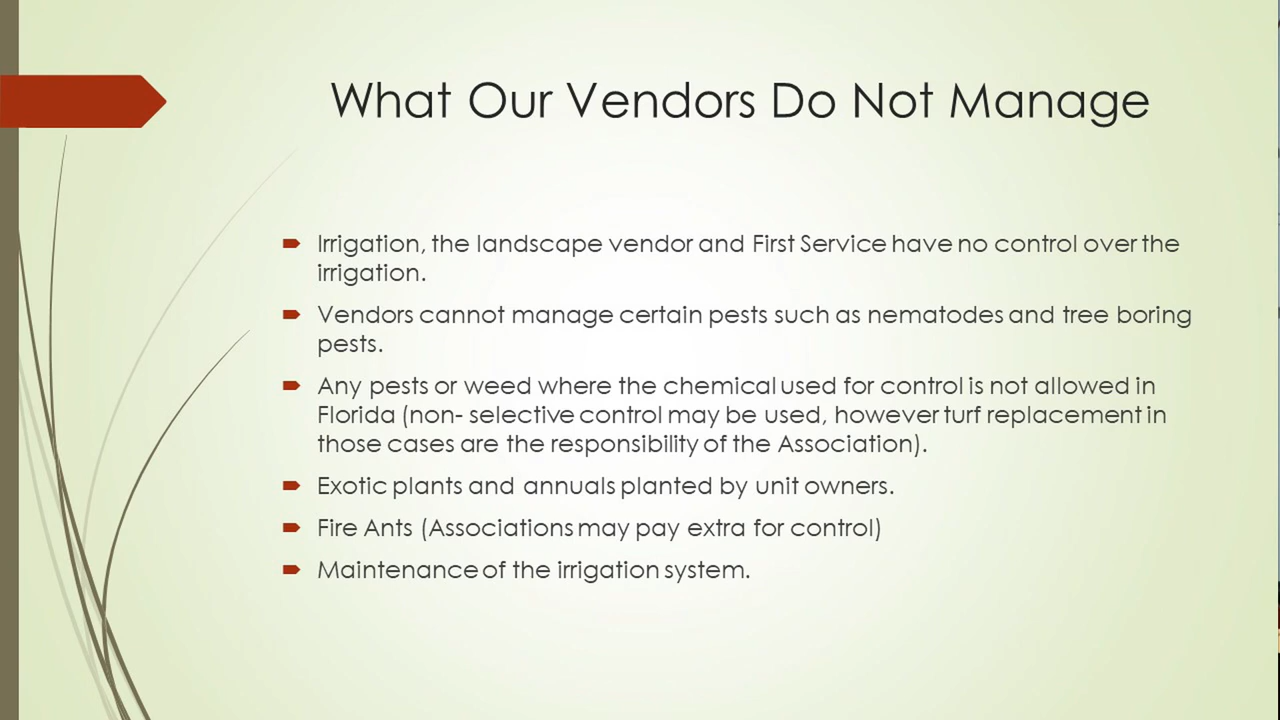 What Our Vendors Do Not Manage
Irrigation, the landscape vendor and First Service have no control over the
irrigation.
Vendors cannot manage certain pests such as nematodes and tree boring
pests.
Any pests or weed where the chemical used for control is not allowed in
Florida (non- selective control may be used, however turf replacement in
those cases are the responsibility of the Association).
Exotic plants and annuals planted by unit owners.
Fire Ants (Associations may pay extra for control)
Maintenance of the irrigation system.